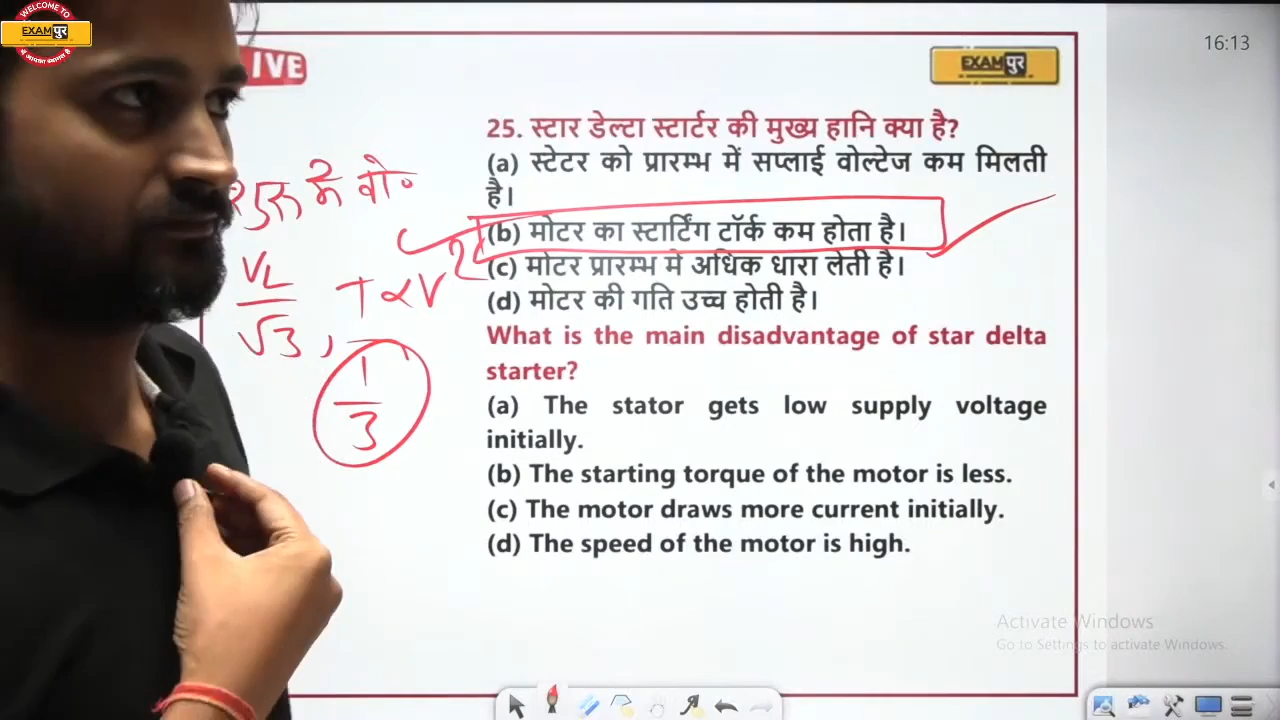 WELCOME TO
EXAMपुर
IVE
EXAMपुर
16:13
25. स्टार डेल्टा स्टार्टर की मुख्य हानि क्या है?
(a) स्टेटर को प्रारम्भ में सप्लाई वोल्टेज कम मिलती
है।
(b) मोटर का स्टार्टिंग टॉर्क कम होता है।
(c) मोटर प्रारम्भ में अधिक धारा लेती है।
(d) मोटर की गति उच्च होती है।
What is the main disadvantage of star delta
starter?
(a) The stator gets low supply voltage
initially.
(b) The starting torque of the motor is less.
(c) The motor draws more current initially.
(d) The speed of the motor is high.
में वो॰
VL
√3, T α V2
1
3
Activate Windows
Go to Settings to activate Windows.